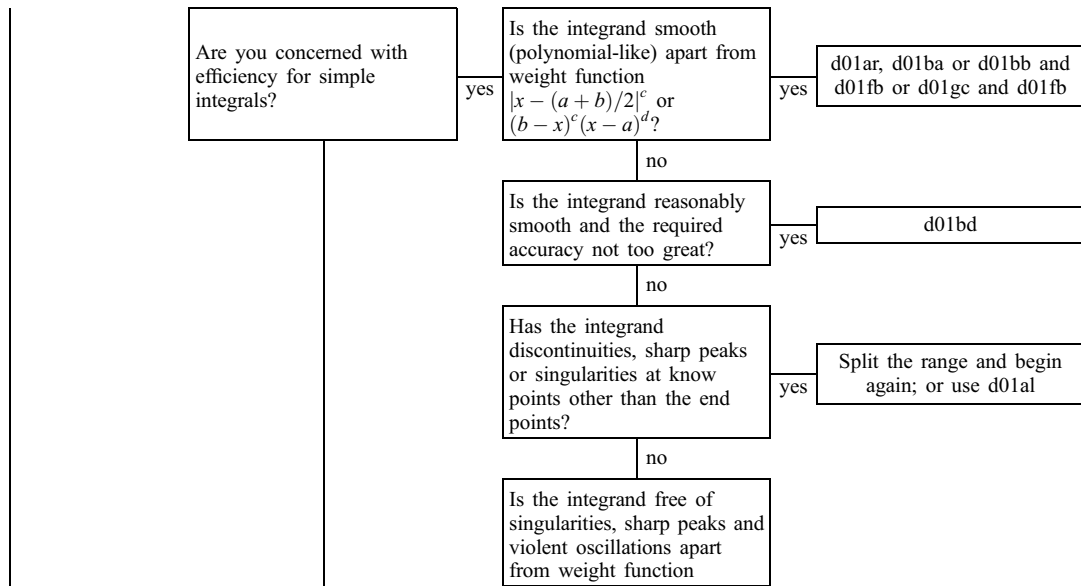 Are you concerned with
efficiency for simple
integrals?
yes
Is the integrand smooth
(polynomial-like) apart from
weight function
|x − (a + b)/2|^c or
(b − x)^c(x − a)^d?
yes
d01ar, d01ba or d01bb and
d01fb or d01gc and d01fb
no
Is the integrand reasonably
smooth and the required
accuracy not too great?
yes
d01bd
no
Has the integrand
discontinuities, sharp peaks
or singularities at know
points other than the end
points?
yes
Split the range and begin
again; or use d01al
no
Is the integrand free of
singularities, sharp peaks and
violent oscillations apart
from weight function